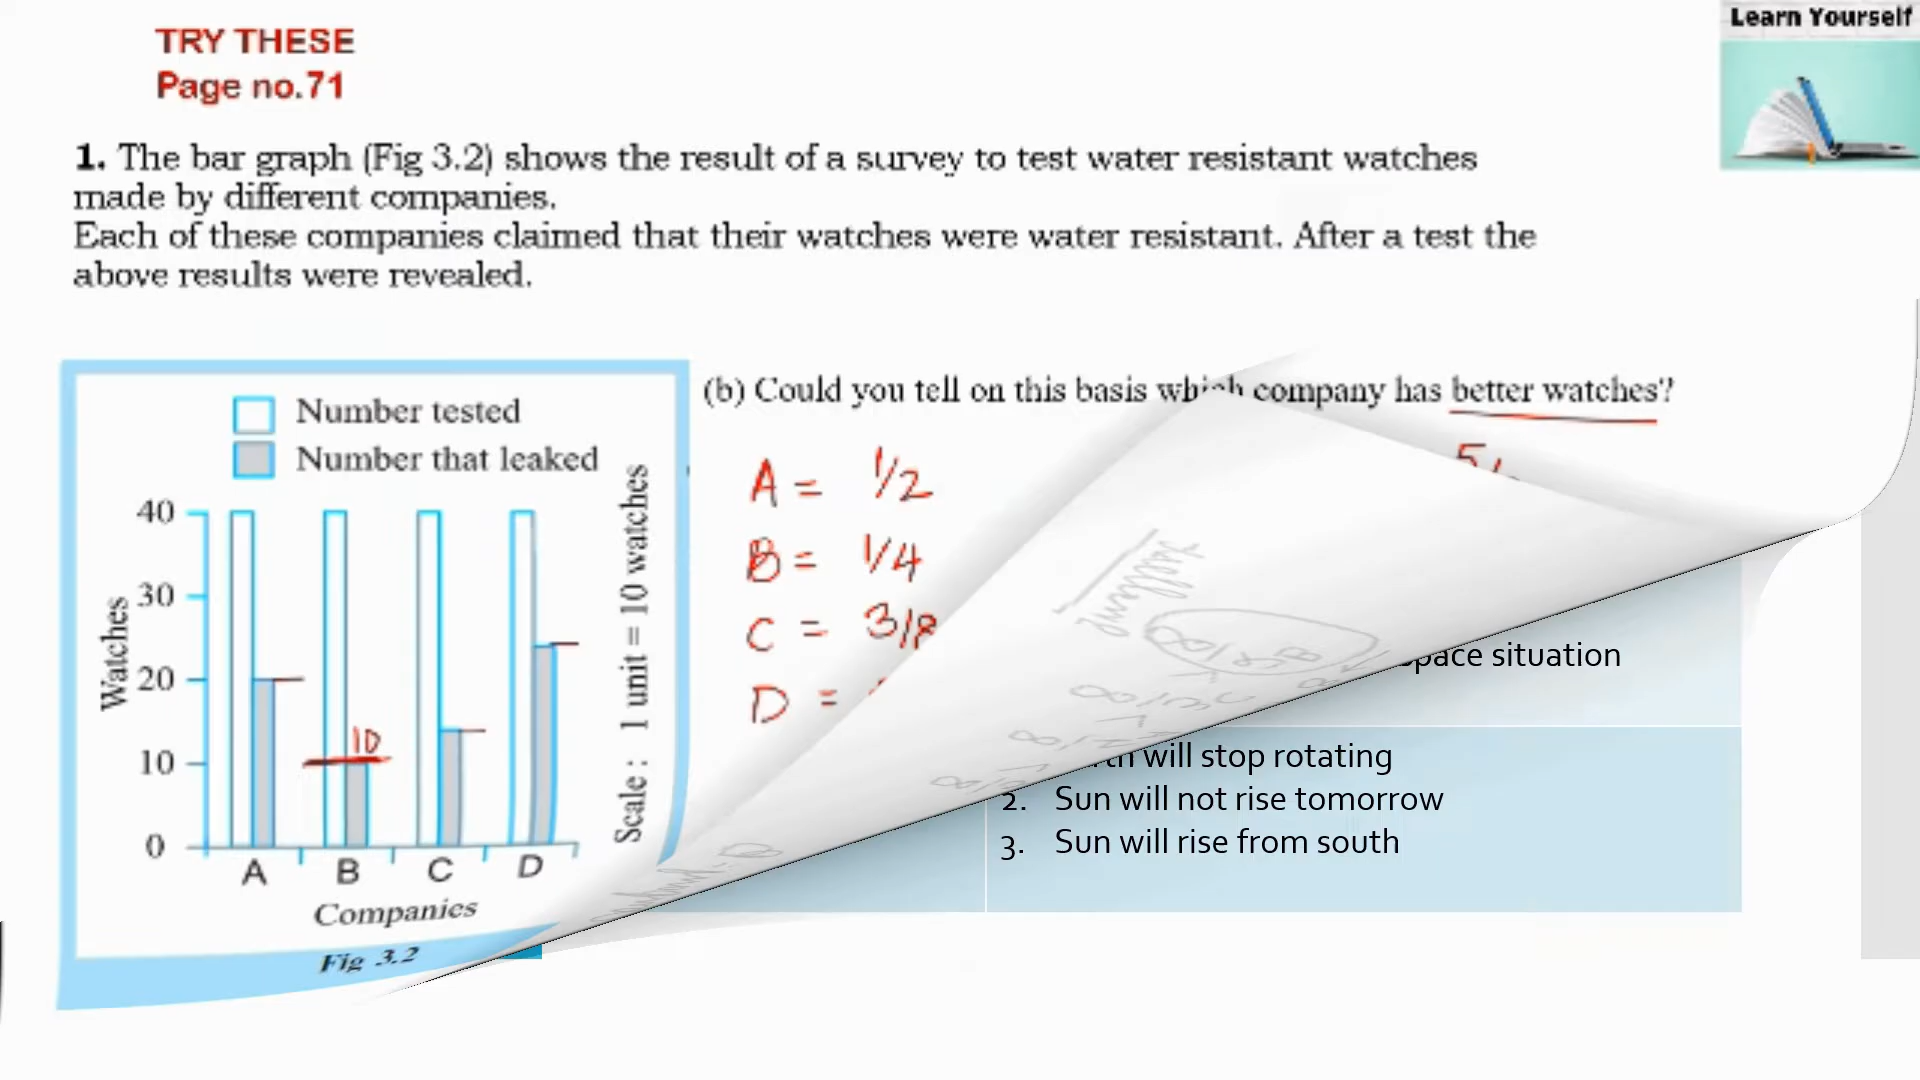 Learn Yourself
TRY THESE
Page no.71
1. The bar graph (Fig 3.2) shows the result of a survey to test water resistant watches
made by different companies.
Each of these companies claimed that their watches were water resistant. After a test the
above results were revealed.
Number tested
Number that leaked
40
30
20
10
0
Watches
10
A B C D
Companies
Scale : 1 unit = 10 watches
Fig 3.2
(b) Could you tell on this basis which company has better watches?
A = 1/2
B = 1/4
C = 3/8
D =
situation
will stop rotating
2. Sun will not rise tomorrow
3. Sun will rise from south